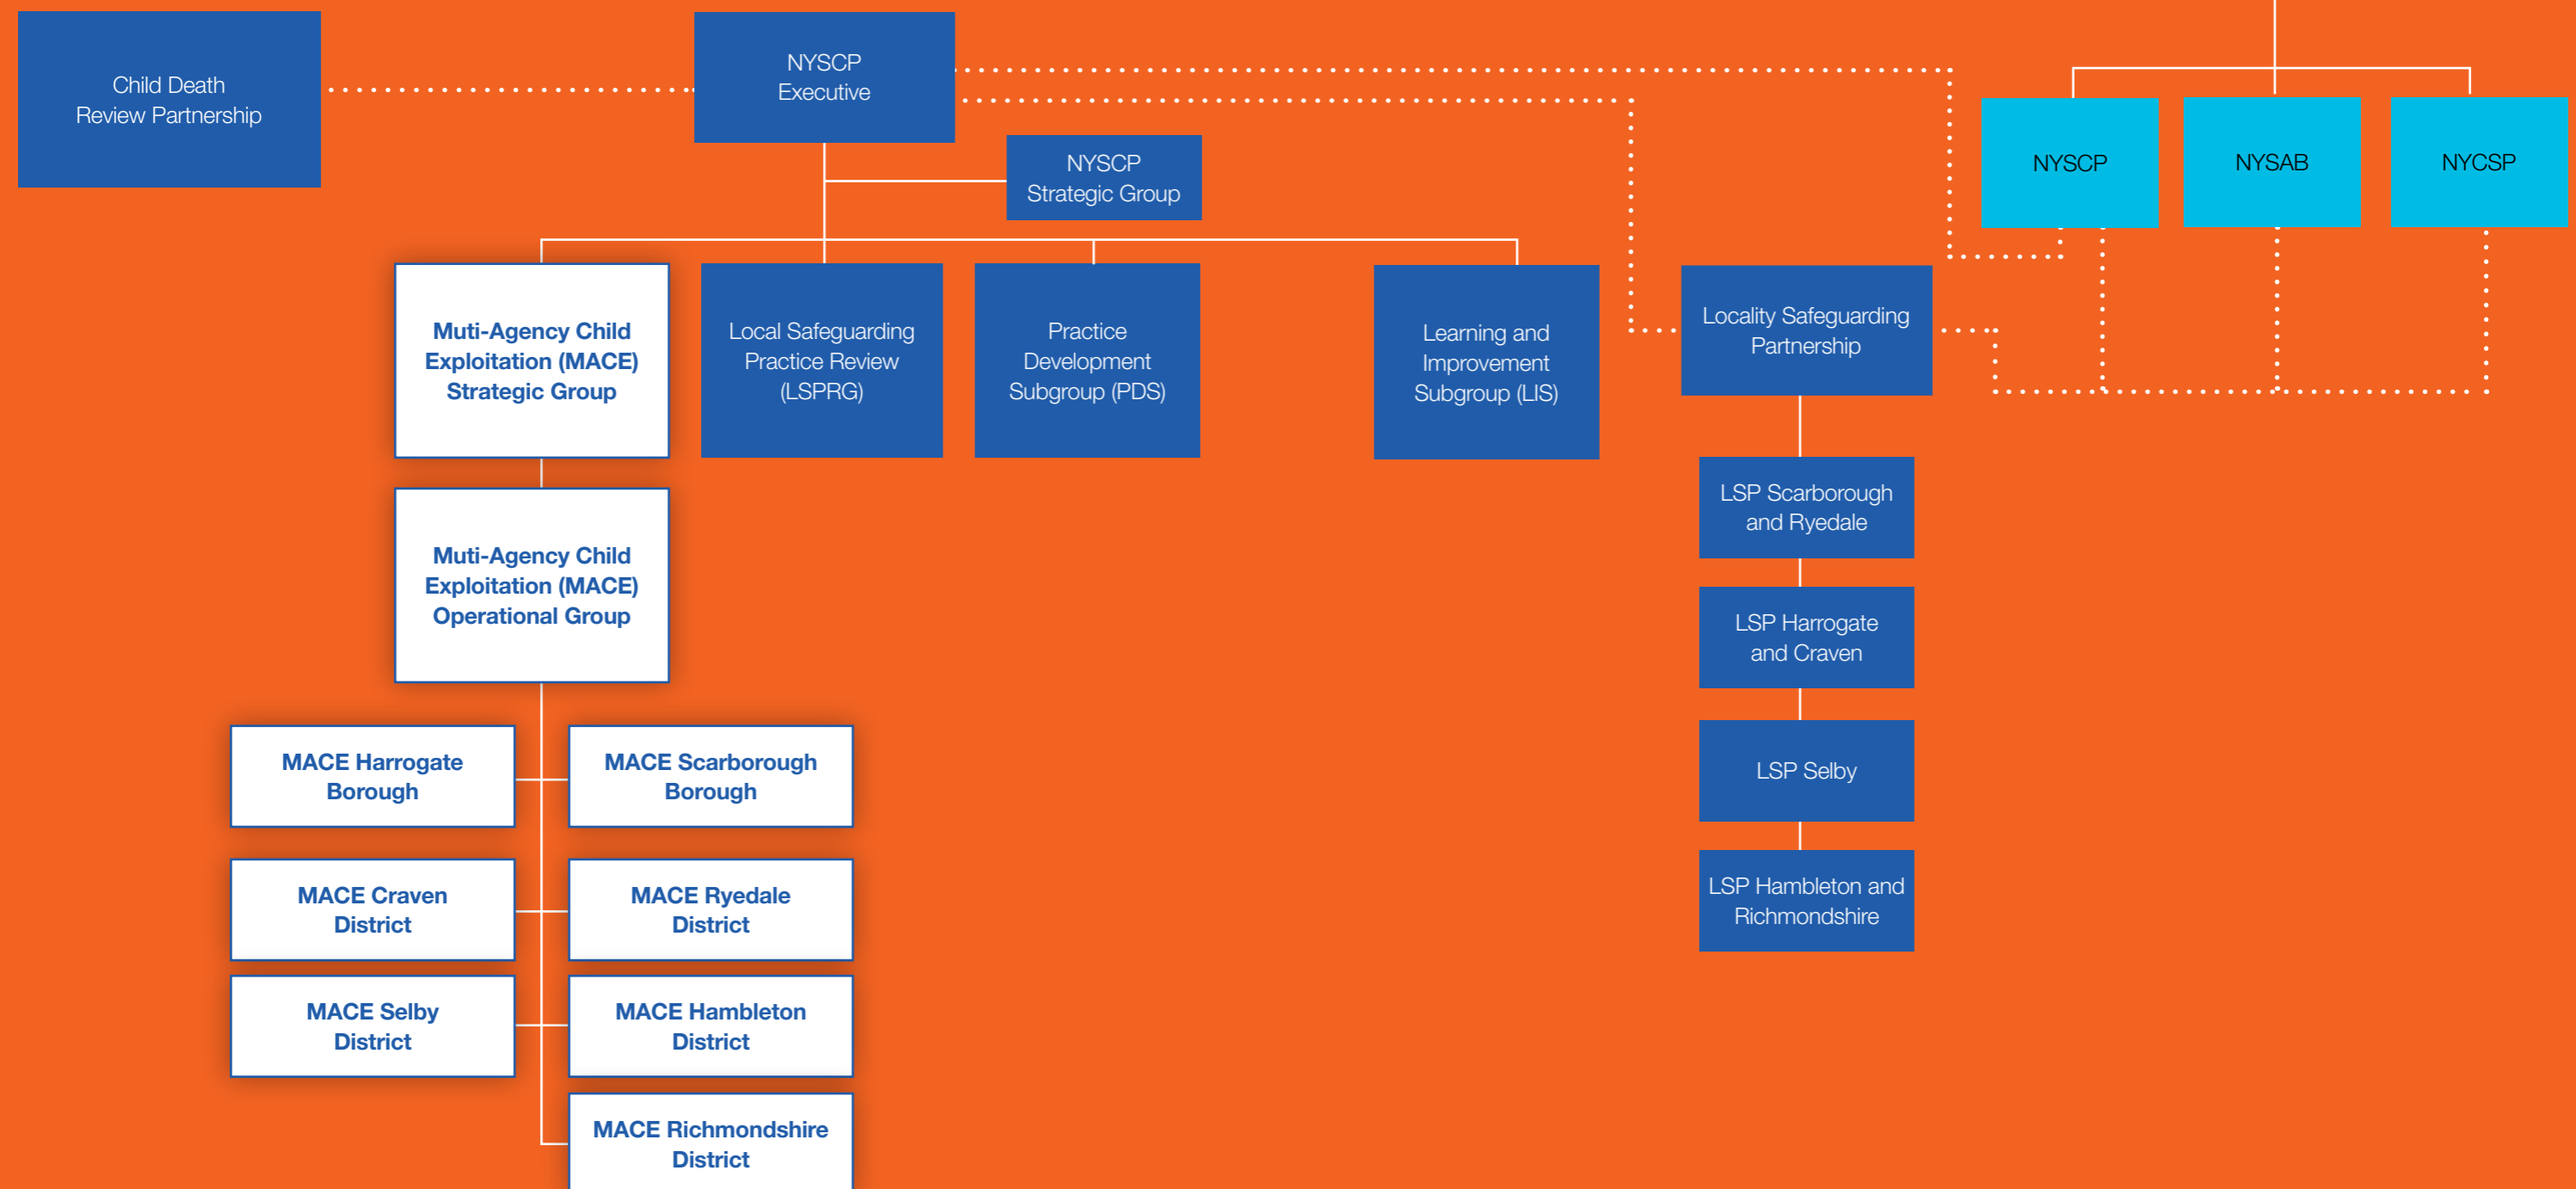 Child Death
Review Partnership
NYSCP
Executive
NYSCP
Strategic Group
NYSCP
NYSAB
NYCSP
Muti-Agency Child
Exploitation (MACE)
Strategic Group
Local Safeguarding
Practice Review
(LSPRG)
Practice
Development
Subgroup (PDS)
Learning and
Improvement
Subgroup (LIS)
Locality Safeguarding
Partnership
Muti-Agency Child
Exploitation (MACE)
Operational Group
LSP Scarborough
and Ryedale
LSP Harrogate
and Craven
LSP Selby
LSP Hambleton and
Richmondshire
MACE Harrogate
Borough
MACE Scarborough
Borough
MACE Craven
District
MACE Ryedale
District
MACE Selby
District
MACE Hambleton
District
MACE Richmondshire
District